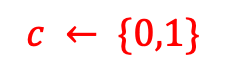 c ← {0,1}